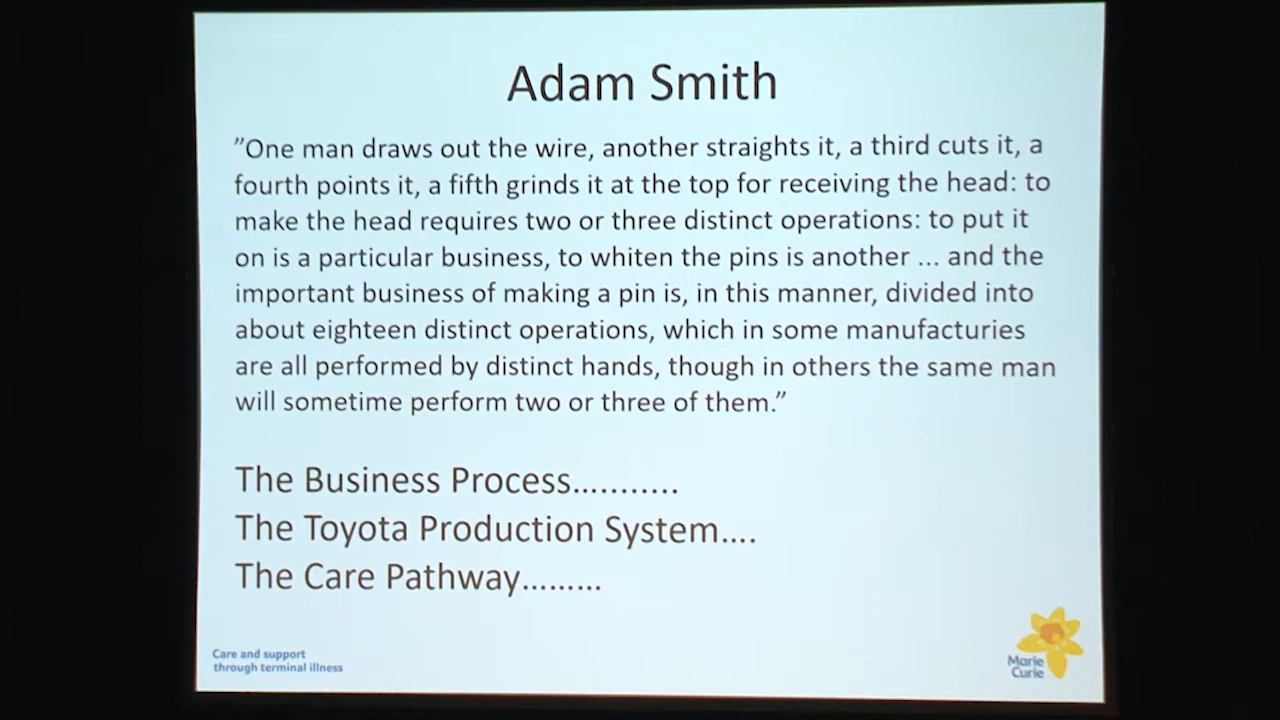 Adam Smith
”One man draws out the wire, another straights it, a third cuts it, a
fourth points it, a fifth grinds it at the top for receiving the head: to
make the head requires two or three distinct operations: to put it
on is a particular business, to whiten the pins is another ... and the
important business of making a pin is, in this manner, divided into
about eighteen distinct operations, which in some manufacturies
are all performed by distinct hands, though in others the same man
will sometime perform two or three of them.”
The Business Process...........
The Toyota Production System....
The Care Pathway.........
Care and support
through terminal illness
Marie
Curie